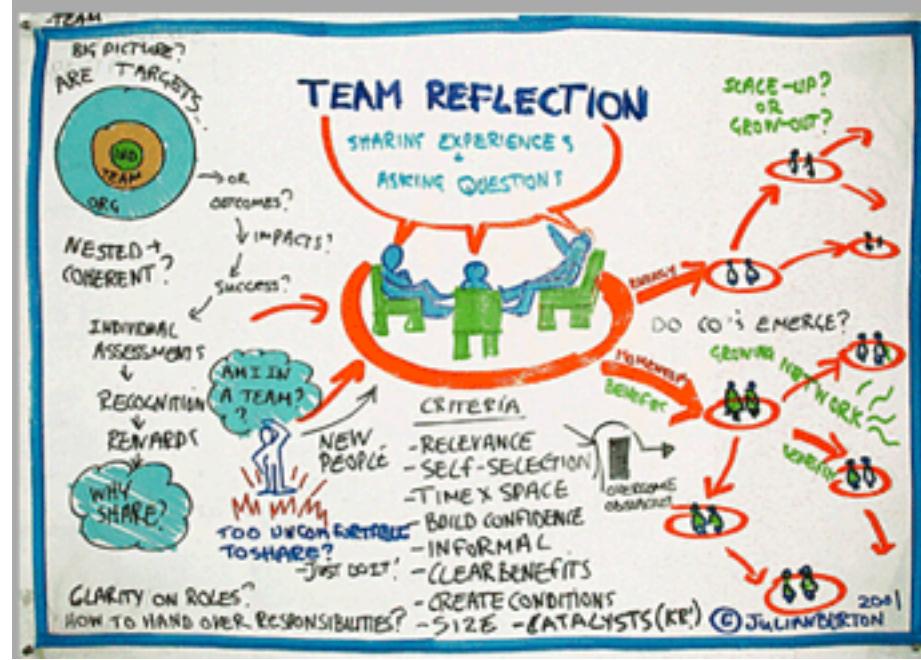 TEAM
BIG PICTURE?
ARE TARGETS...
IND
TEAM
ORG
→ OR
OUTCOMES?
IMPACTS?
SUCCESS?
NESTED +
COHERENT?
INDIVIDUAL
ASSESSMENTS
RECOGNITION
REWARDS
WHY
SHARE?
TEAM REFLECTION
SHARING EXPERIENCES
+
ASKING QUESTIONS
AM I IN
A TEAM?
?
NEW
PEOPLE
TOO UNCOMFORTABLE
TO SHARE?
-JUST DO IT!
CLARITY ON ROLES?
HOW TO HAND OVER RESPONSIBILITIES?
CRITERIA
-RELEVANCE
-SELF-SELECTION
-TIME X SPACE
-BUILD CONFIDENCE
-INFORMAL
-CLEAR BENEFITS
-CREATE CONDITIONS
-SIZE -CATALYSTS
OVERCOME
OBSTACLES
SCALE-UP?
OR
GROW-OUT?
ENERGY
DO CO'S EMERGE?
GROWING NETWORK
MOMENTUM
BENEFITS
© JULIAN BURTON
2001